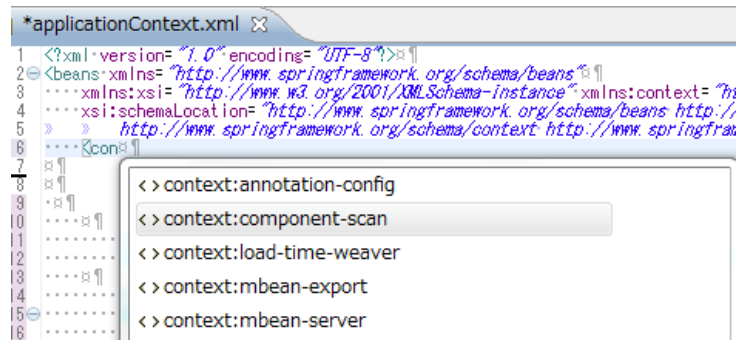 *applicationContext.xml
1 <?xml version="1.0" encoding="UTF-8"?>
2 <beans xmlns="http://www.springframework.org/schema/beans"
3 xmlns:xsi="http://www.w3.org/2001/XMLSchema-instance" xmlns:context="ht
4 xsi:schemaLocation="http://www.springframework.org/schema/beans http:/
5 http://www.springframework.org/schema/context http://www.springfram
6 <con
7
8
9
10
11
12
13
14
15
16
<> context:annotation-config
<> context:component-scan
<> context:load-time-weaver
<> context:mbean-export
<> context:mbean-server